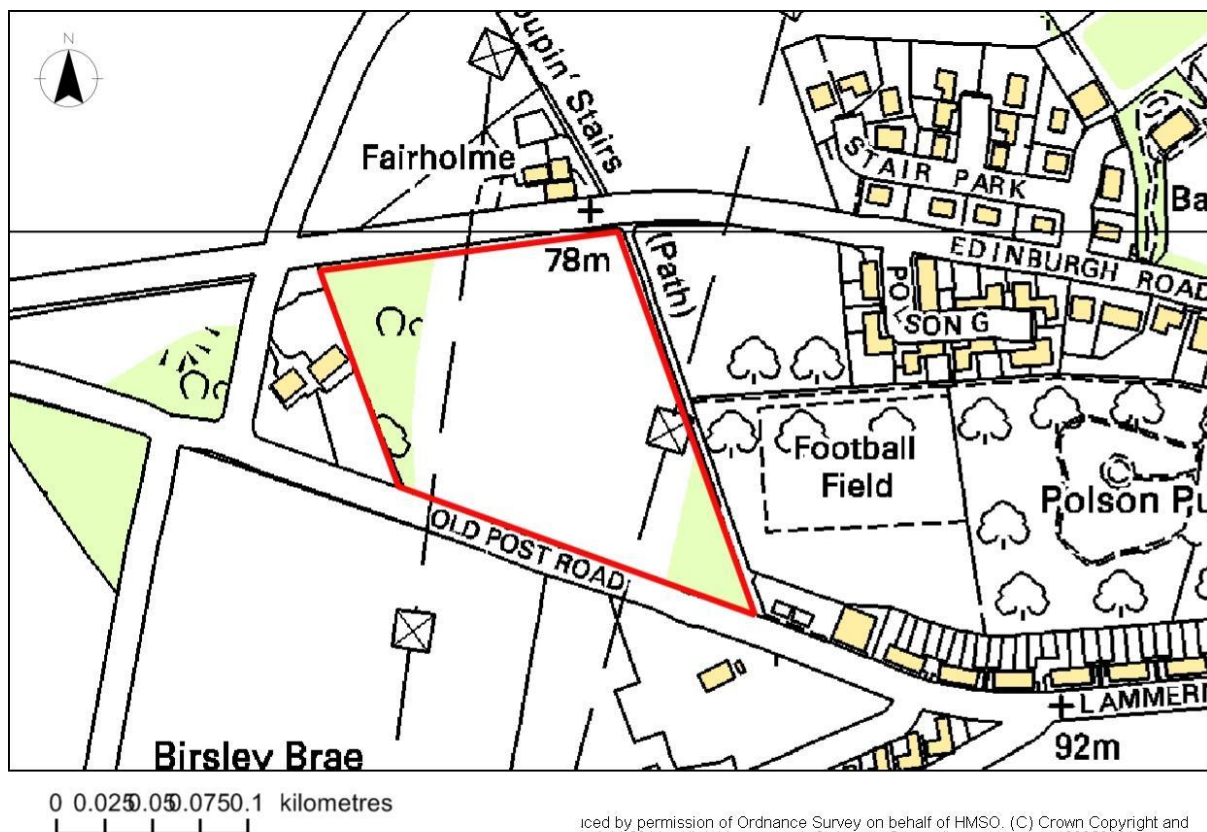 N
oupin' Stairs
Fairholme
STAIR PARK
Ba
78m
(Path)
EDINBURGH ROAD
POL
SON G
Football
Field
Polson Pu
OLD POST ROAD
Birsley Brae
LAMMER
92m
0 0.025 0.05 0.075 0.1 kilometres
uced by permission of Ordnance Survey on behalf of HMSO. (C) Crown Copyright and